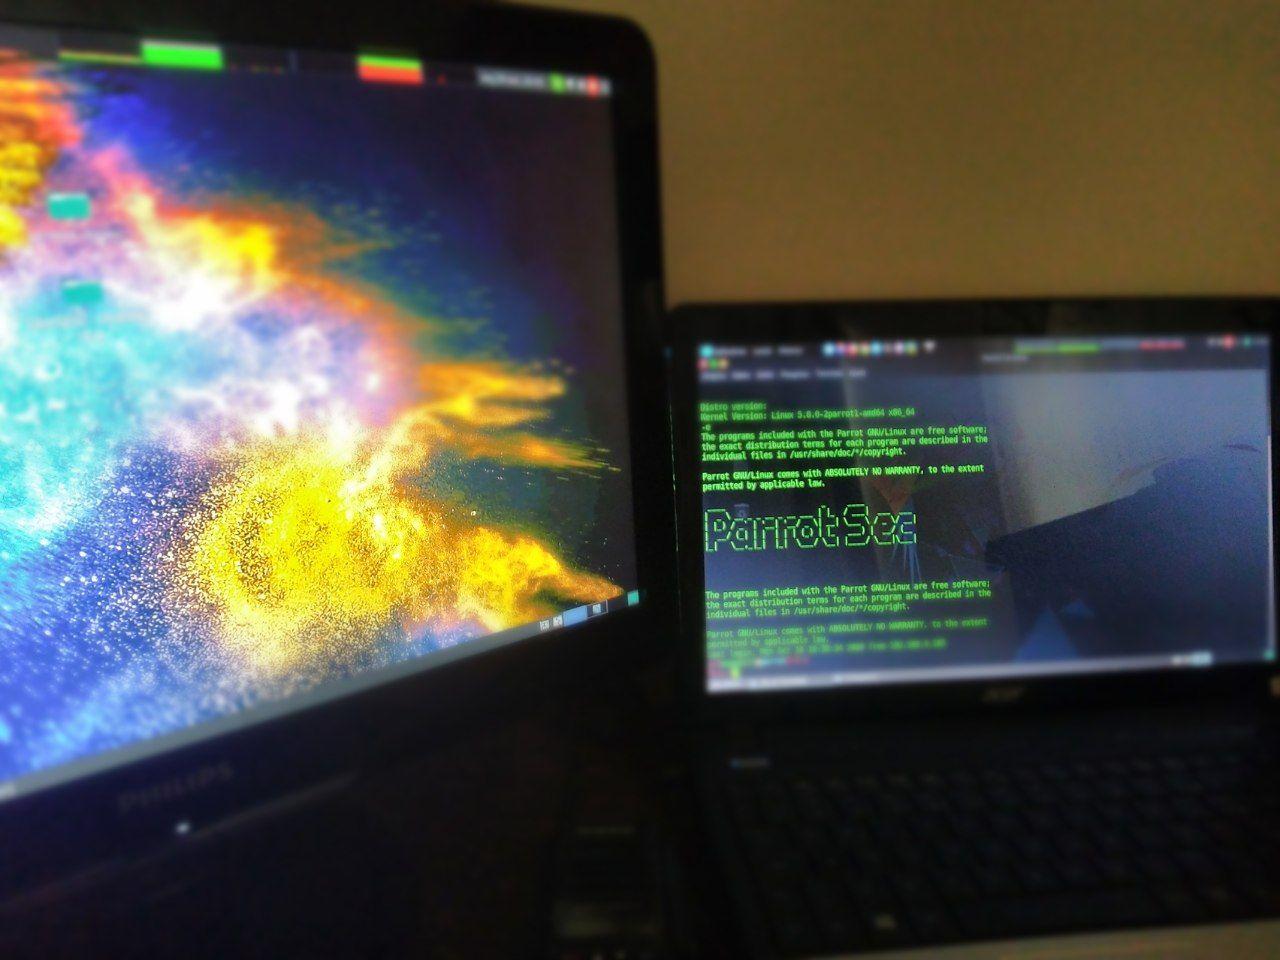 PHILIPS
Distro version:
Kernel Version: Linux 5.8.0-2parrot1-amd64 x86_64
-e
The programs included with the Parrot GNU/Linux are free software;
the exact distribution terms for each program are described in the
individual files in /usr/share/doc/*/copyright.
Parrot GNU/Linux comes with ABSOLUTELY NO WARRANTY, to the extent
permitted by applicable law.
Parrot Sec
The programs included with the Parrot GNU/Linux are free software;
the exact distribution terms for each program are described in the
individual files in /usr/share/doc/*/copyright.
Parrot GNU/Linux comes with ABSOLUTELY NO WARRANTY, to the extent
permitted by applicable law.
Last login:
acer